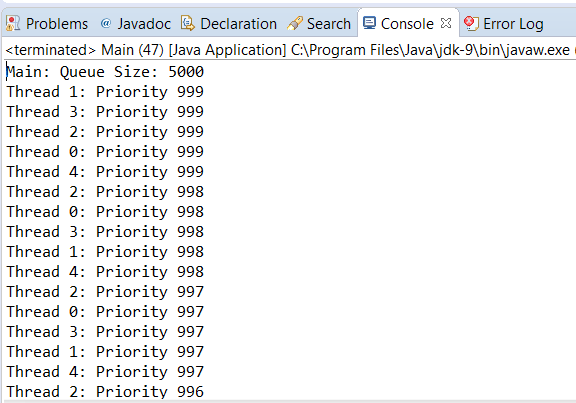 Problems @ Javadoc Declaration Search Console Error Log
<terminated> Main (47) [Java Application] C:\Program Files\Java\jdk-9\bin\javaw.exe (
Main: Queue Size: 5000
Thread 1: Priority 999
Thread 3: Priority 999
Thread 2: Priority 999
Thread 0: Priority 999
Thread 4: Priority 999
Thread 2: Priority 998
Thread 0: Priority 998
Thread 3: Priority 998
Thread 1: Priority 998
Thread 4: Priority 998
Thread 2: Priority 997
Thread 0: Priority 997
Thread 3: Priority 997
Thread 1: Priority 997
Thread 4: Priority 997
Thread 2: Priority 996